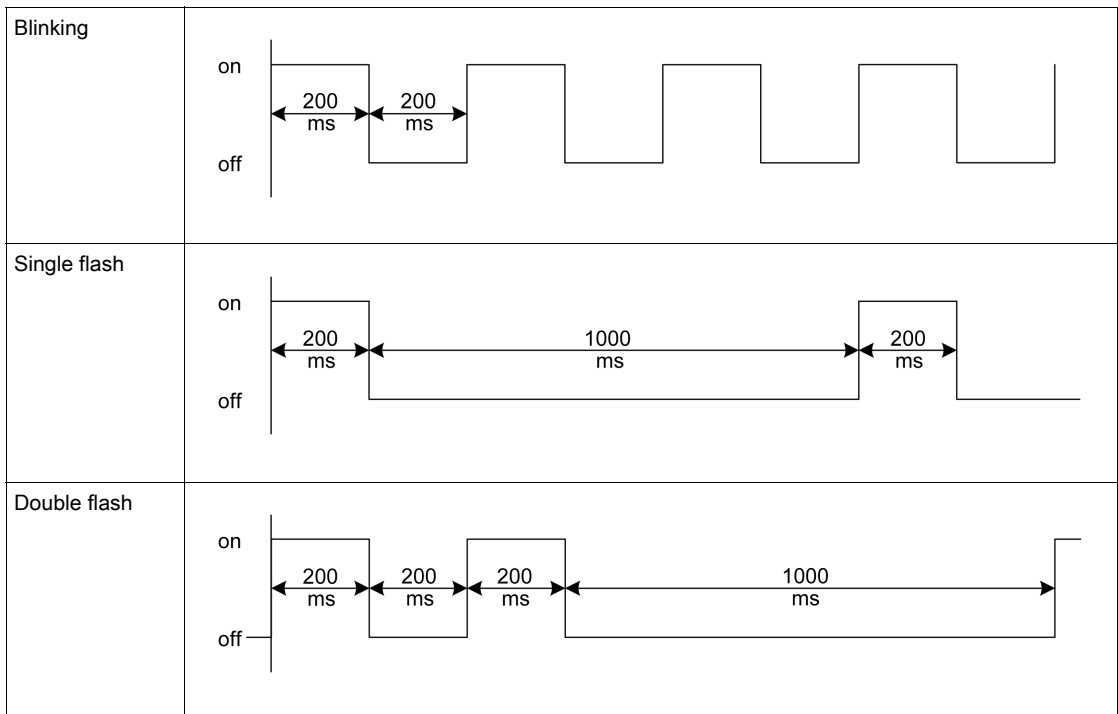 Blinking
on
200 200
ms ms
off
Single flash
on
200 1000 200
ms ms ms
off
Double flash
on
200 200 200 1000
ms ms ms ms
off